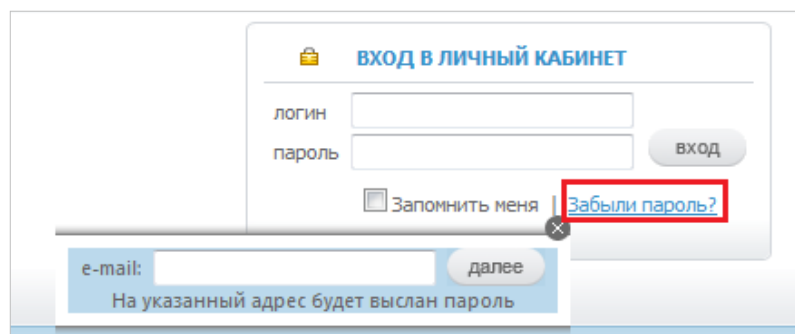 ВХОД В ЛИЧНЫЙ КАБИНЕТ
логин
пароль
вход
Запомнить меня | Забыли пароль?
e-mail: далее
На указанный адрес будет выслан пароль